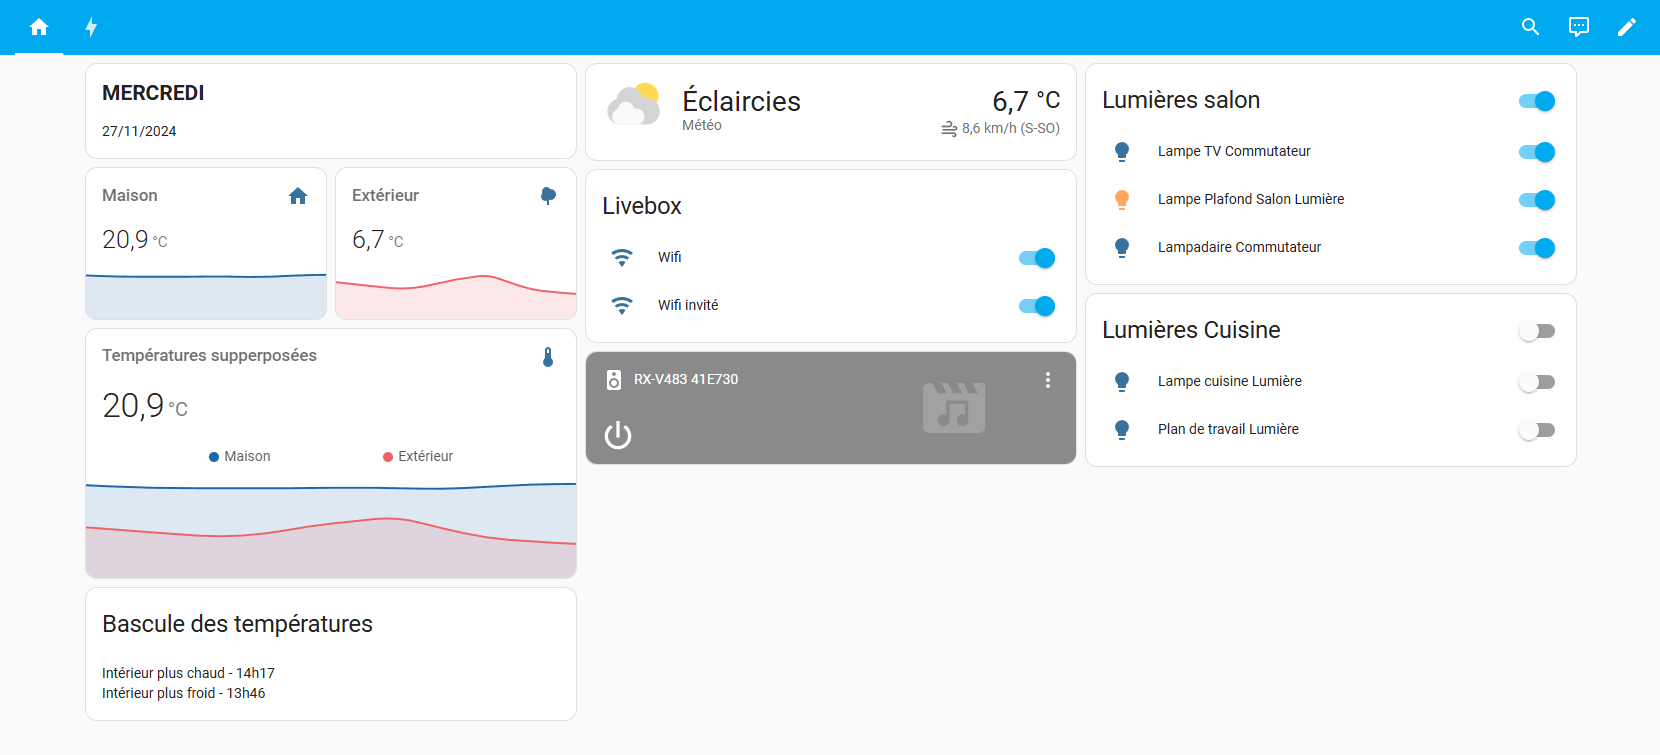 MERCREDI
27/11/2024
Maison
20,9 °C
Extérieur
6,7 °C
Températures supperposées
20,9 °C
Maison
Extérieur
Bascule des températures
Intérieur plus chaud - 14h17
Intérieur plus froid - 13h46
Éclaircies
Météo
6,7 °C
8,6 km/h (S-SO)
Livebox
Wifi
Wifi invité
RX-V483 41E730
Lumières salon
Lampe TV Commutateur
Lampe Plafond Salon Lumière
Lampadaire Commutateur
Lumières Cuisine
Lampe cuisine Lumière
Plan de travail Lumière